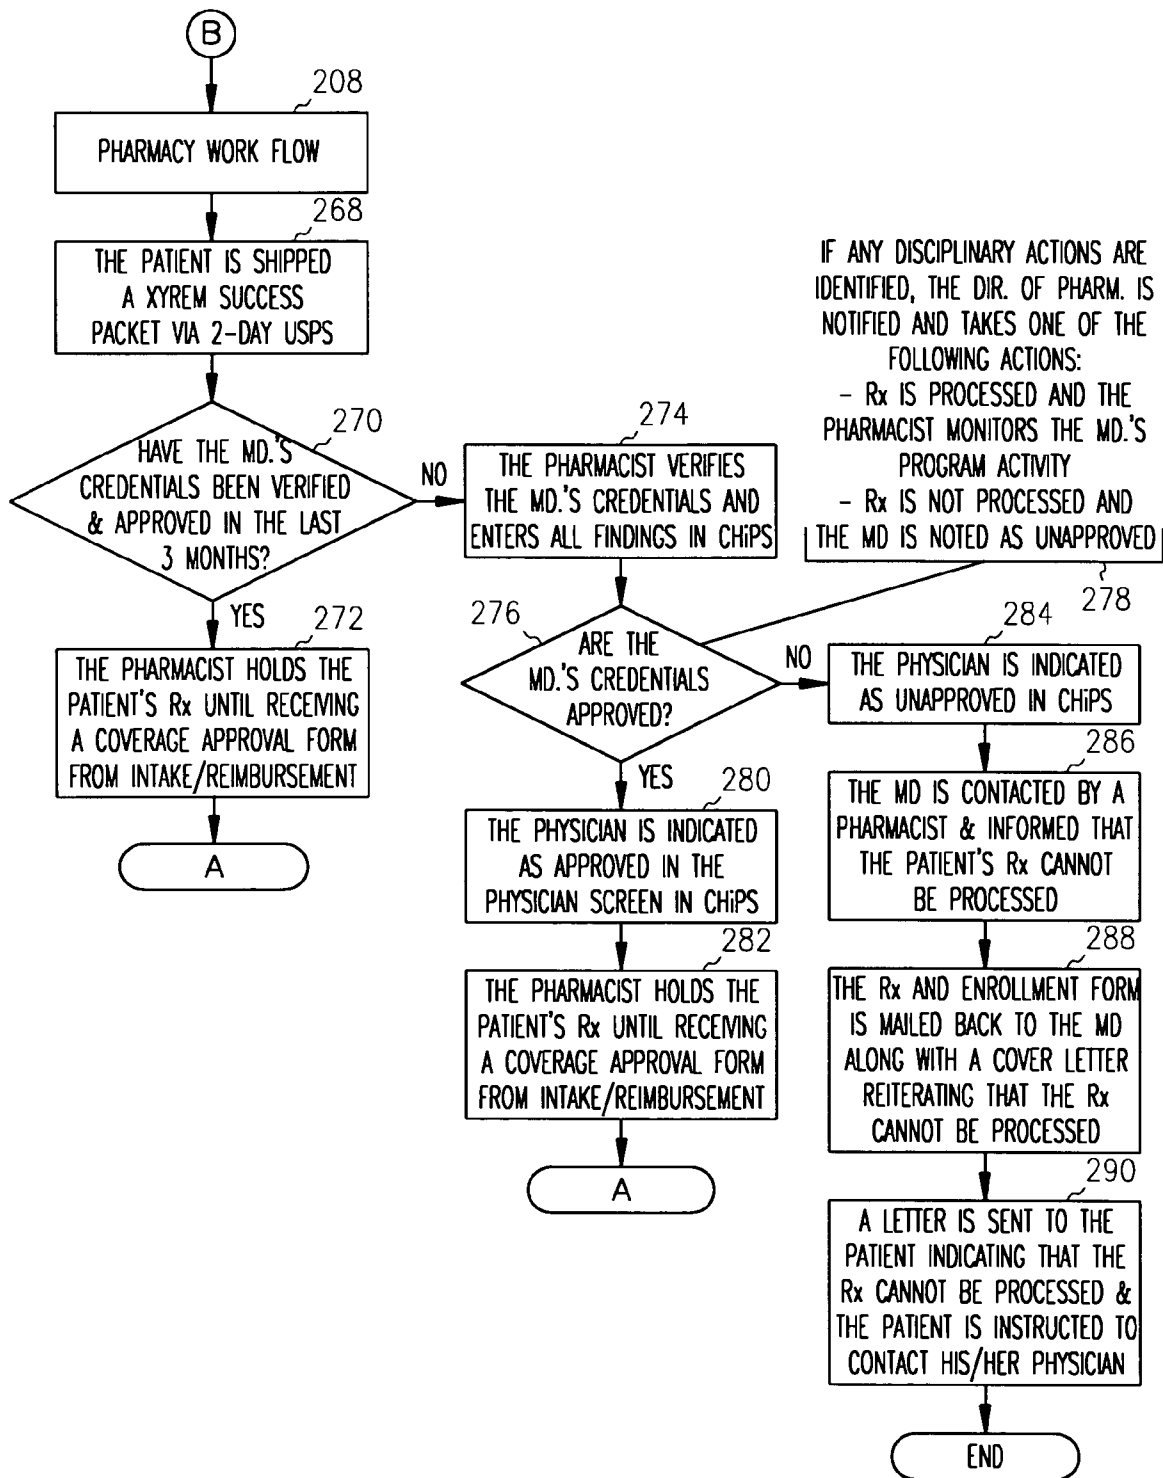 B
208
PHARMACY WORK FLOW
268
THE PATIENT IS SHIPPED
A XYREM SUCCESS
PACKET VIA 2-DAY USPS
270
HAVE THE MD.'S
CREDENTIALS BEEN VERIFIED
& APPROVED IN THE LAST
3 MONTHS?
NO
YES
272
THE PHARMACIST HOLDS THE
PATIENT'S Rx UNTIL RECEIVING
A COVERAGE APPROVAL FORM
FROM INTAKE/REIMBURSEMENT
A
274
THE PHARMACIST VERIFIES
THE MD.'S CREDENTIALS AND
ENTERS ALL FINDINGS IN CHiPS
276
ARE THE
MD.'S CREDENTIALS
APPROVED?
NO
YES
280
THE PHYSICIAN IS INDICATED
AS APPROVED IN THE
PHYSICIAN SCREEN IN CHiPS
282
THE PHARMACIST HOLDS THE
PATIENT'S Rx UNTIL RECEIVING
A COVERAGE APPROVAL FORM
FROM INTAKE/REIMBURSEMENT
A
IF ANY DISCIPLINARY ACTIONS ARE
IDENTIFIED, THE DIR. OF PHARM. IS
NOTIFIED AND TAKES ONE OF THE
FOLLOWING ACTIONS:
- Rx IS PROCESSED AND THE
PHARMACIST MONITORS THE MD.'S
PROGRAM ACTIVITY
- Rx IS NOT PROCESSED AND
THE MD IS NOTED AS UNAPPROVED
278
284
THE PHYSICIAN IS INDICATED
AS UNAPPROVED IN CHiPS
286
THE MD IS CONTACTED BY A
PHARMACIST & INFORMED THAT
THE PATIENT'S Rx CANNOT
BE PROCESSED
288
THE Rx AND ENROLLMENT FORM
IS MAILED BACK TO THE MD
ALONG WITH A COVER LETTER
REITERATING THAT THE Rx
CANNOT BE PROCESSED
290
A LETTER IS SENT TO THE
PATIENT INDICATING THAT THE
Rx CANNOT BE PROCESSED &
THE PATIENT IS INSTRUCTED TO
CONTACT HIS/HER PHYSICIAN
END